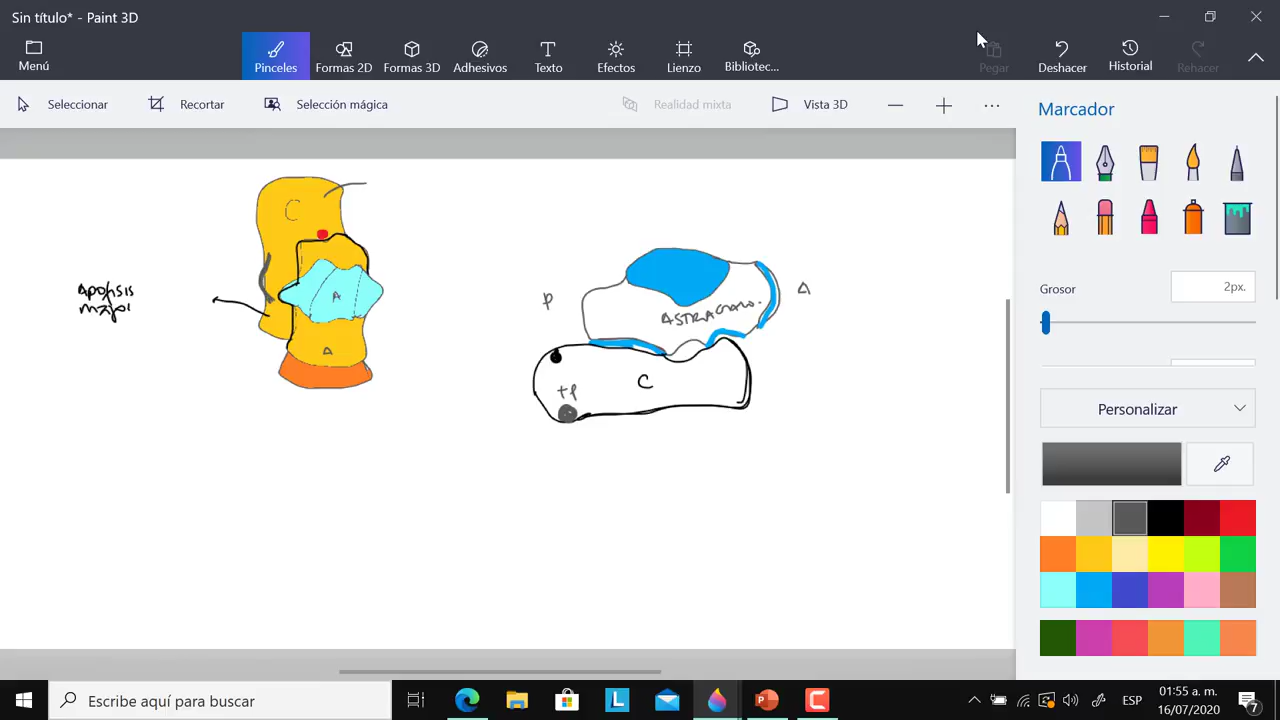 Sin título* - Paint 3D
Menú
Pinceles
Formas 2D
Formas 3D
Adhesivos
Texto
Efectos
Lienzo
Bibliotec...
Pegar
Deshacer
Historial
Rehacer
Seleccionar
Recortar
Selección mágica
Realidad mixta
Vista 3D
Marcador
Grosor
2px.
Personalizar
C
A
A
Apofisis
P
A
C
+P
Escribe aquí para buscar
L
ESP
01:55 a. m.
16/07/2020
7